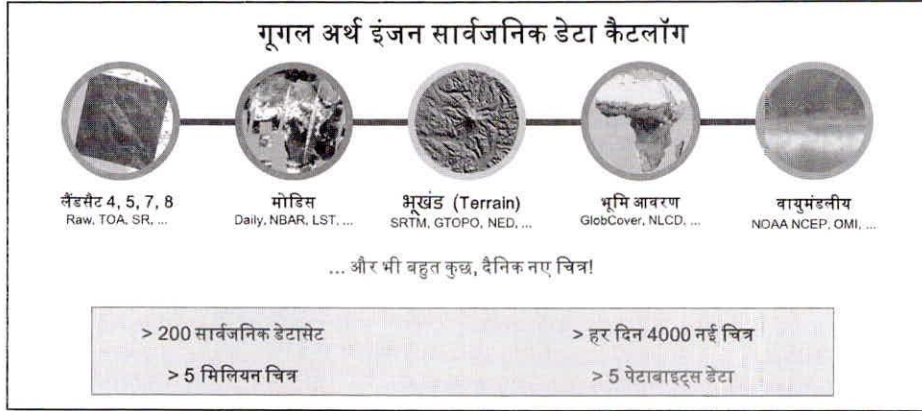 गूगल अर्थ इंजन सार्वजनिक डेटा कैटलॉग
लैंडसैट 4, 5, 7, 8
Raw, TOA, SR, ...
मोडिस
Daily, NBAR, LST, ...
भूखंड (Terrain)
SRTM, GTOPO, NED, ...
भूमि आवरण
GlobCover, NLCD, ...
वायुमंडलीय
NOAA NCEP, OMI, ...
... और भी बहुत कुछ, दैनिक नए चित्र!
> 200 सार्वजनिक डेटासेट
> हर दिन 4000 नई चित्र
> 5 मिलियन चित्र
> 5 पेटाबाइट्स डेटा